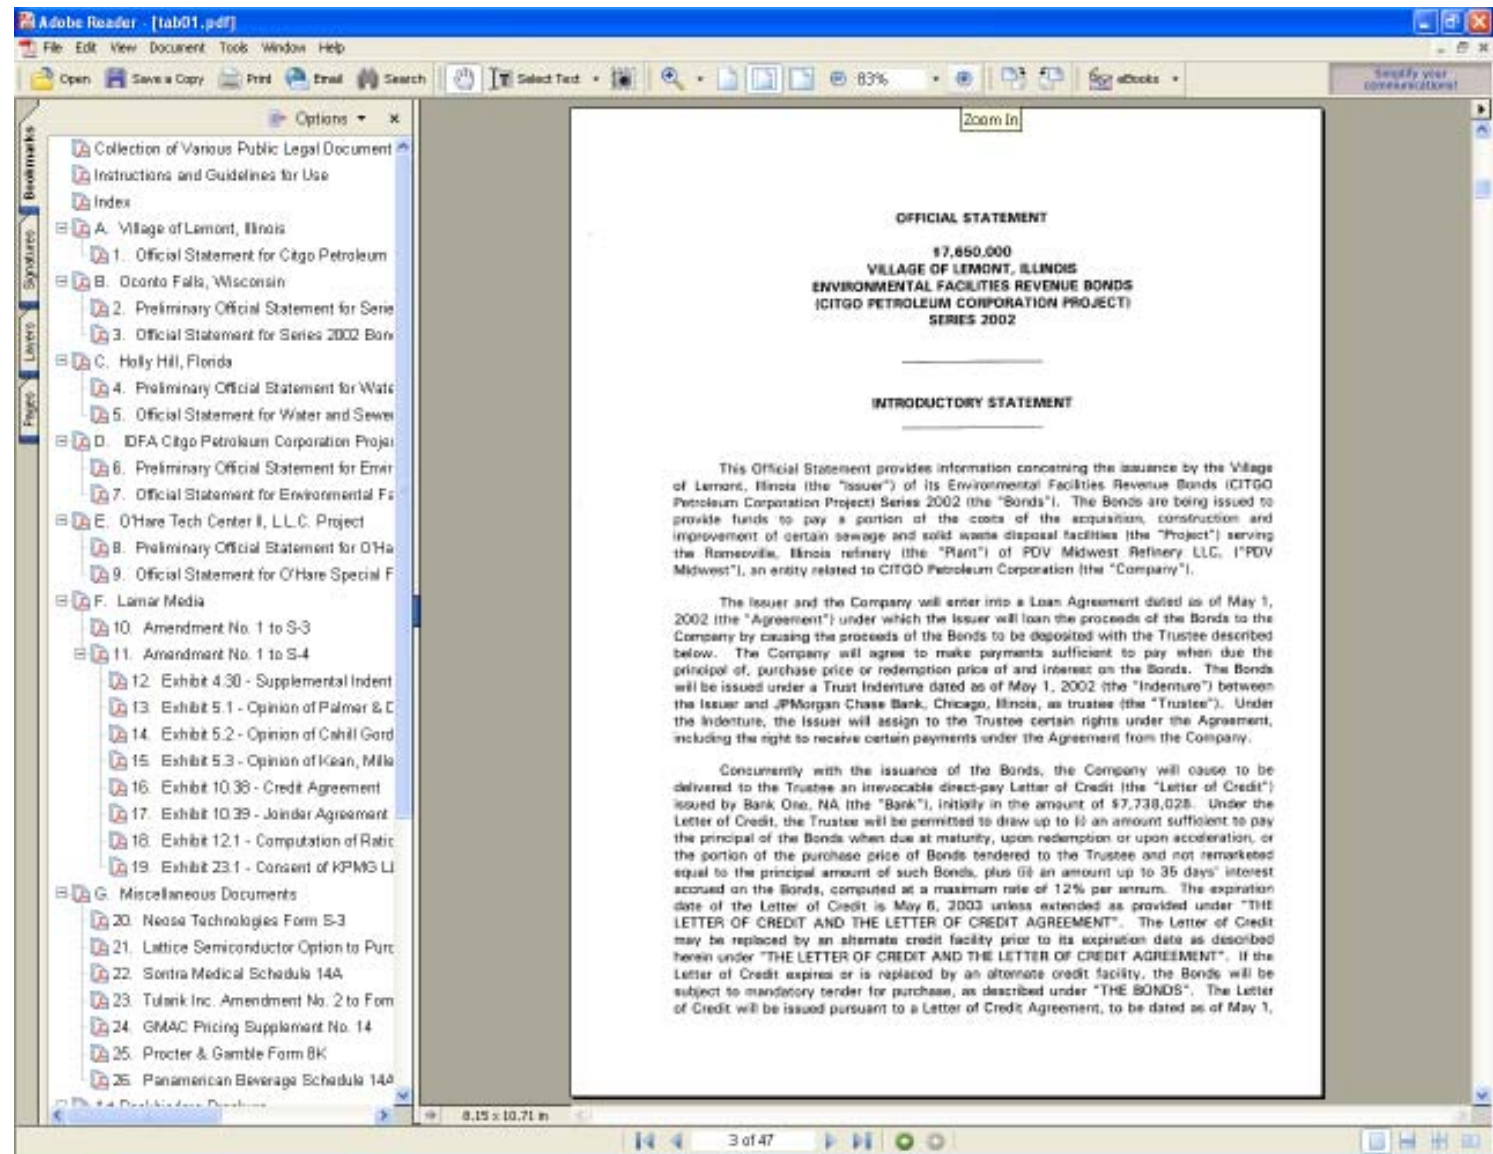 Adobe Reader - [tab01.pdf]
File Edit View Document Tools Window Help
Open Save a Copy Print Email Search Select Text 83% eBooks Simplify your communications!
Zoom In
Bookmarks
Signatures
Layers
Pages
Options
Collection of Various Public Legal Document
Instructions and Guidelines for Use
Index
A. Village of Lemont, Illinois
1. Official Statement for Citgo Petroleum
B. Oconto Falls, Wisconsin
2. Preliminary Official Statement for Serie
3. Official Statement for Series 2002 Bon
C. Holly Hill, Florida
4. Preliminary Official Statement for Wate
5. Official Statement for Water and Sewer
D. IDFA Citgo Petroleum Corporation Projec
6. Preliminary Official Statement for Envir
7. Official Statement for Environmental Fa
E. O'Hare Tech Center II, L.L.C. Project
8. Preliminary Official Statement for O'Ha
9. Official Statement for O'Hare Special F
F. Lamar Media
10. Amendment No. 1 to S-3
11. Amendment No. 1 to S-4
12. Exhibit 4.30 - Supplemental Indent
13. Exhibit 5.1 - Opinion of Palmer & D
14. Exhibit 5.2 - Opinion of Cahill Gord
15. Exhibit 5.3 - Opinion of Kean, Mille
16. Exhibit 10.38 - Credit Agreement
17. Exhibit 10.39 - Joinder Agreement
18. Exhibit 12.1 - Computation of Ratio
19. Exhibit 23.1 - Consent of KPMG LL
G. Miscellaneous Documents
20. Neose Technologies Form S-3
21. Lattice Semiconductor Option to Purc
22. Sontra Medical Schedule 14A
23. Tularik Inc. Amendment No. 2 to Form
24. GMAC Pricing Supplement No. 14
25. Procter & Gamble Form 8K
26. Panamerican Beverage Schedule 14A
OFFICIAL STATEMENT
$7,650,000
VILLAGE OF LEMONT, ILLINOIS
ENVIRONMENTAL FACILITIES REVENUE BONDS
(CITGO PETROLEUM CORPORATION PROJECT)
SERIES 2002
INTRODUCTORY STATEMENT
This Official Statement provides information concerning the issuance by the Village
of Lemont, Illinois (the "Issuer") of its Environmental Facilities Revenue Bonds (CITGO
Petroleum Corporation Project) Series 2002 (the "Bonds"). The Bonds are being issued to
provide funds to pay a portion of the costs of the acquisition, construction and
improvement of certain sewage and solid waste disposal facilities (the "Project") serving
the Romeoville, Illinois refinery (the "Plant") of PDV Midwest Refinery LLC, ("PDV
Midwest"), an entity related to CITGO Petroleum Corporation (the "Company").
The Issuer and the Company will enter into a Loan Agreement dated as of May 1,
2002 (the "Agreement") under which the Issuer will loan the proceeds of the Bonds to the
Company by causing the proceeds of the Bonds to be deposited with the Trustee described
below. The Company will agree to make payments sufficient to pay when due the
principal of, purchase price or redemption price of and interest on the Bonds. The Bonds
will be issued under a Trust Indenture dated as of May 1, 2002 (the "Indenture") between
the Issuer and JPMorgan Chase Bank, Chicago, Illinois, as trustee (the "Trustee"). Under
the Indenture, the Issuer will assign to the Trustee certain rights under the Agreement,
including the right to receive certain payments under the Agreement from the Company.
Concurrently with the issuance of the Bonds, the Company will cause to be
delivered to the Trustee an irrevocable direct-pay Letter of Credit (the "Letter of Credit")
issued by Bank One, NA (the "Bank"), initially in the amount of $7,738,028. Under the
Letter of Credit, the Trustee will be permitted to draw up to (i) an amount sufficient to pay
the principal of the Bonds when due at maturity, upon redemption or upon acceleration, or
the portion of the purchase price of Bonds tendered to the Trustee and not remarketed
equal to the principal amount of such Bonds, plus (ii) an amount up to 35 days' interest
accrued on the Bonds, computed at a maximum rate of 12% per annum. The expiration
date of the Letter of Credit is May 6, 2003 unless extended as provided under "THE
LETTER OF CREDIT AND THE LETTER OF CREDIT AGREEMENT". The Letter of Credit
may be replaced by an alternate credit facility prior to its expiration date as described
herein under "THE LETTER OF CREDIT AND THE LETTER OF CREDIT AGREEMENT". If the
Letter of Credit expires or is replaced by an alternate credit facility, the Bonds will be
subject to mandatory tender for purchase, as described under "THE BONDS". The Letter
of Credit will be issued pursuant to a Letter of Credit Agreement, to be dated as of May 1,
8.15 x 10.71 in
3 of 47